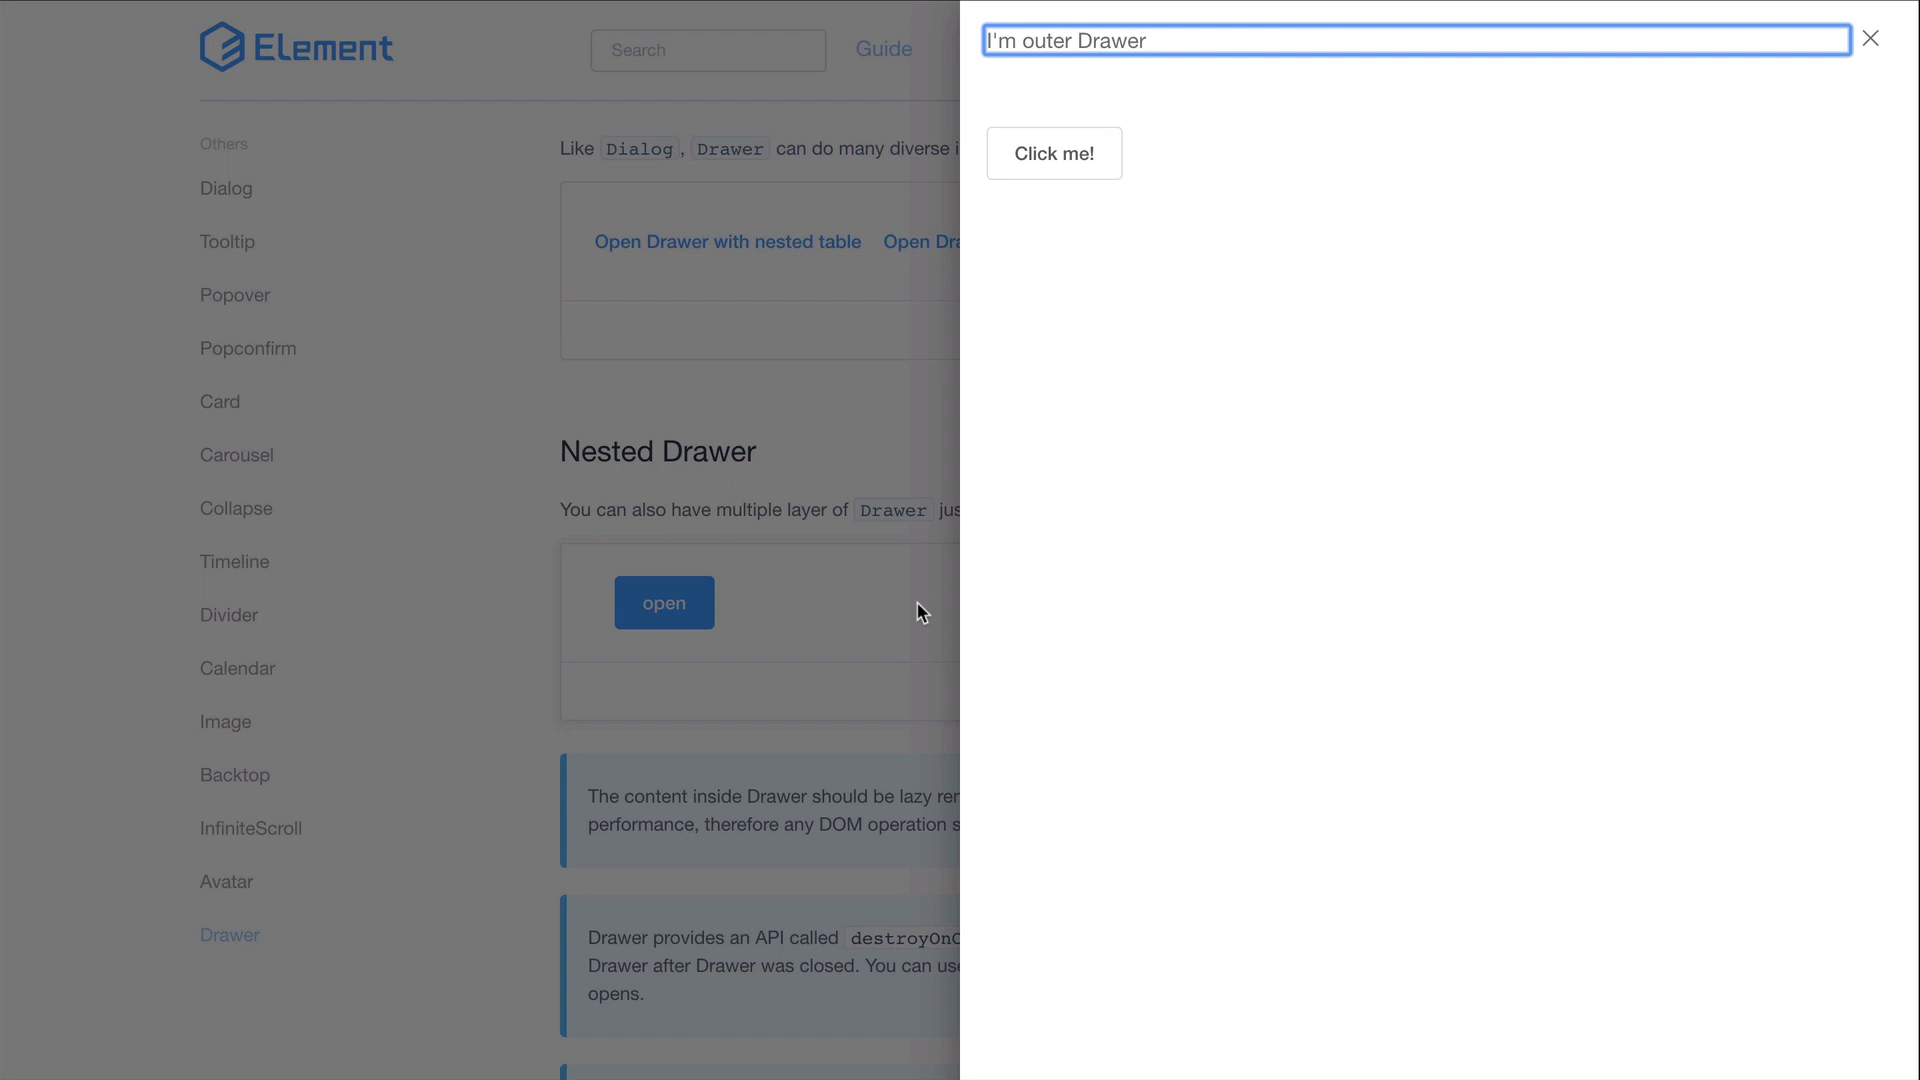 Element
Search
Guide
I'm outer Drawer
Click me!
Others
Dialog
Tooltip
Popover
Popconfirm
Card
Carousel
Collapse
Timeline
Divider
Calendar
Image
Backtop
InfiniteScroll
Avatar
Drawer
Like Dialog, Drawer can do many diverse i
Open Drawer with nested table Open Dra
Nested Drawer
You can also have multiple layer of Drawer jus
open
The content inside Drawer should be lazy ren
performance, therefore any DOM operation s
Drawer provides an API called destroyOnC
Drawer after Drawer was closed. You can use
opens.